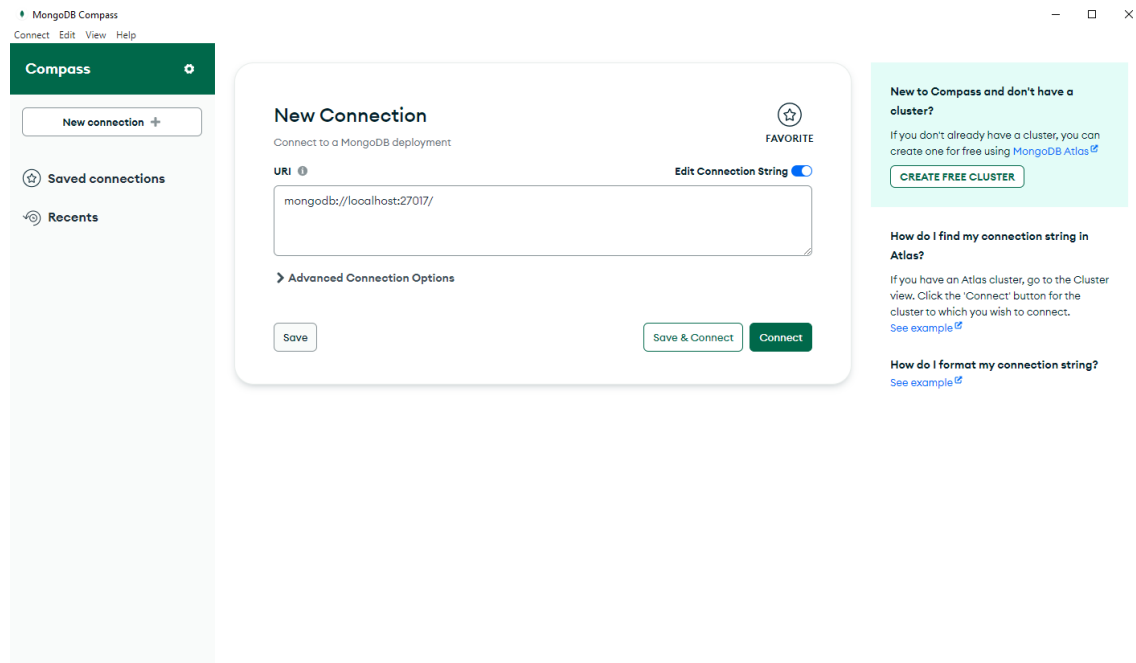 MongoDB Compass
Connect Edit View Help
Compass
New connection
Saved connections
Recents
New Connection
Connect to a MongoDB deployment
FAVORITE
URI
Edit Connection String
mongodb://localhost:27017/
Advanced Connection Options
Save
Save & Connect
Connect
New to Compass and don't have a
cluster?
If you don't already have a cluster, you can
create one for free using MongoDB Atlas
CREATE FREE CLUSTER
How do I find my connection string in
Atlas?
If you have an Atlas cluster, go to the Cluster
view. Click the 'Connect' button for the
cluster to which you wish to connect.
See example
How do I format my connection string?
See example